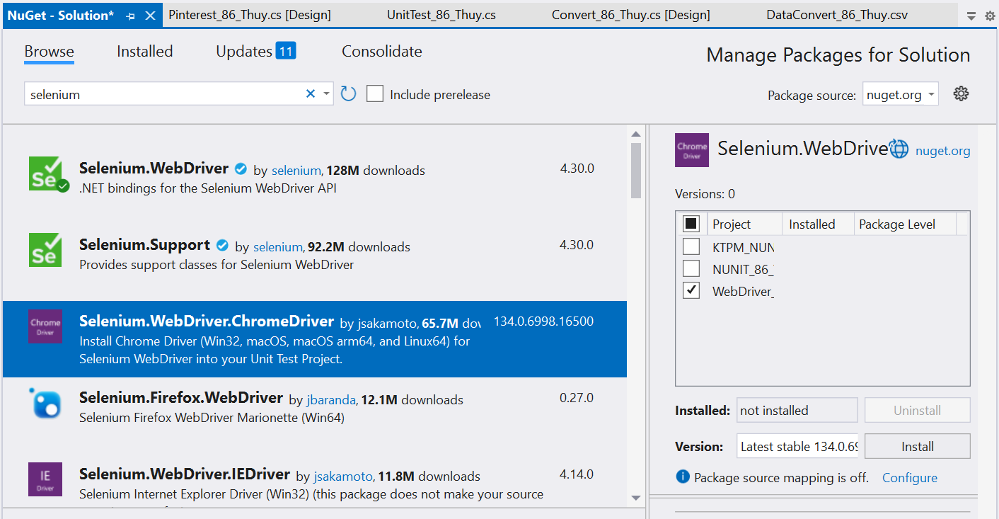 NuGet - Solution* Pinterest_86_Thuy.cs [Design] UnitTest_86_Thuy.cs Convert_86_Thuy.cs [Design] DataConvert_86_Thuy.csv
Browse Installed Updates 11 Consolidate
Manage Packages for Solution
selenium
Include prerelease
Package source: nuget.org
Selenium.WebDriver by selenium, 128M downloads 4.30.0
.NET bindings for the Selenium WebDriver API
Selenium.Support by selenium, 92.2M downloads 4.30.0
Provides support classes for Selenium WebDriver
Chrome
Driver
Selenium.WebDriver.ChromeDriver by jsakamoto, 65.7M dov 134.0.6998.16500
Install Chrome Driver (Win32, macOS, macOS arm64, and Linux64) for
Selenium WebDriver into your Unit Test Project.
Selenium.Firefox.WebDriver by jbaranda, 12.1M downloads 0.27.0
Selenium Firefox WebDriver Marionette (Win64)
IE
Driver
Selenium.WebDriver.IEDriver by jsakamoto, 11.8M downloads 4.14.0
Selenium Internet Explorer Driver (Win32) (this package does not make your source
Chrome
Driver
Selenium.WebDrive nuget.org
Versions: 0
Project Installed Package Level
KTPM_NUN
NUNIT_86_
WebDriver_
Installed: not installed Uninstall
Version: Latest stable 134.0.69 Install
Package source mapping is off. Configure